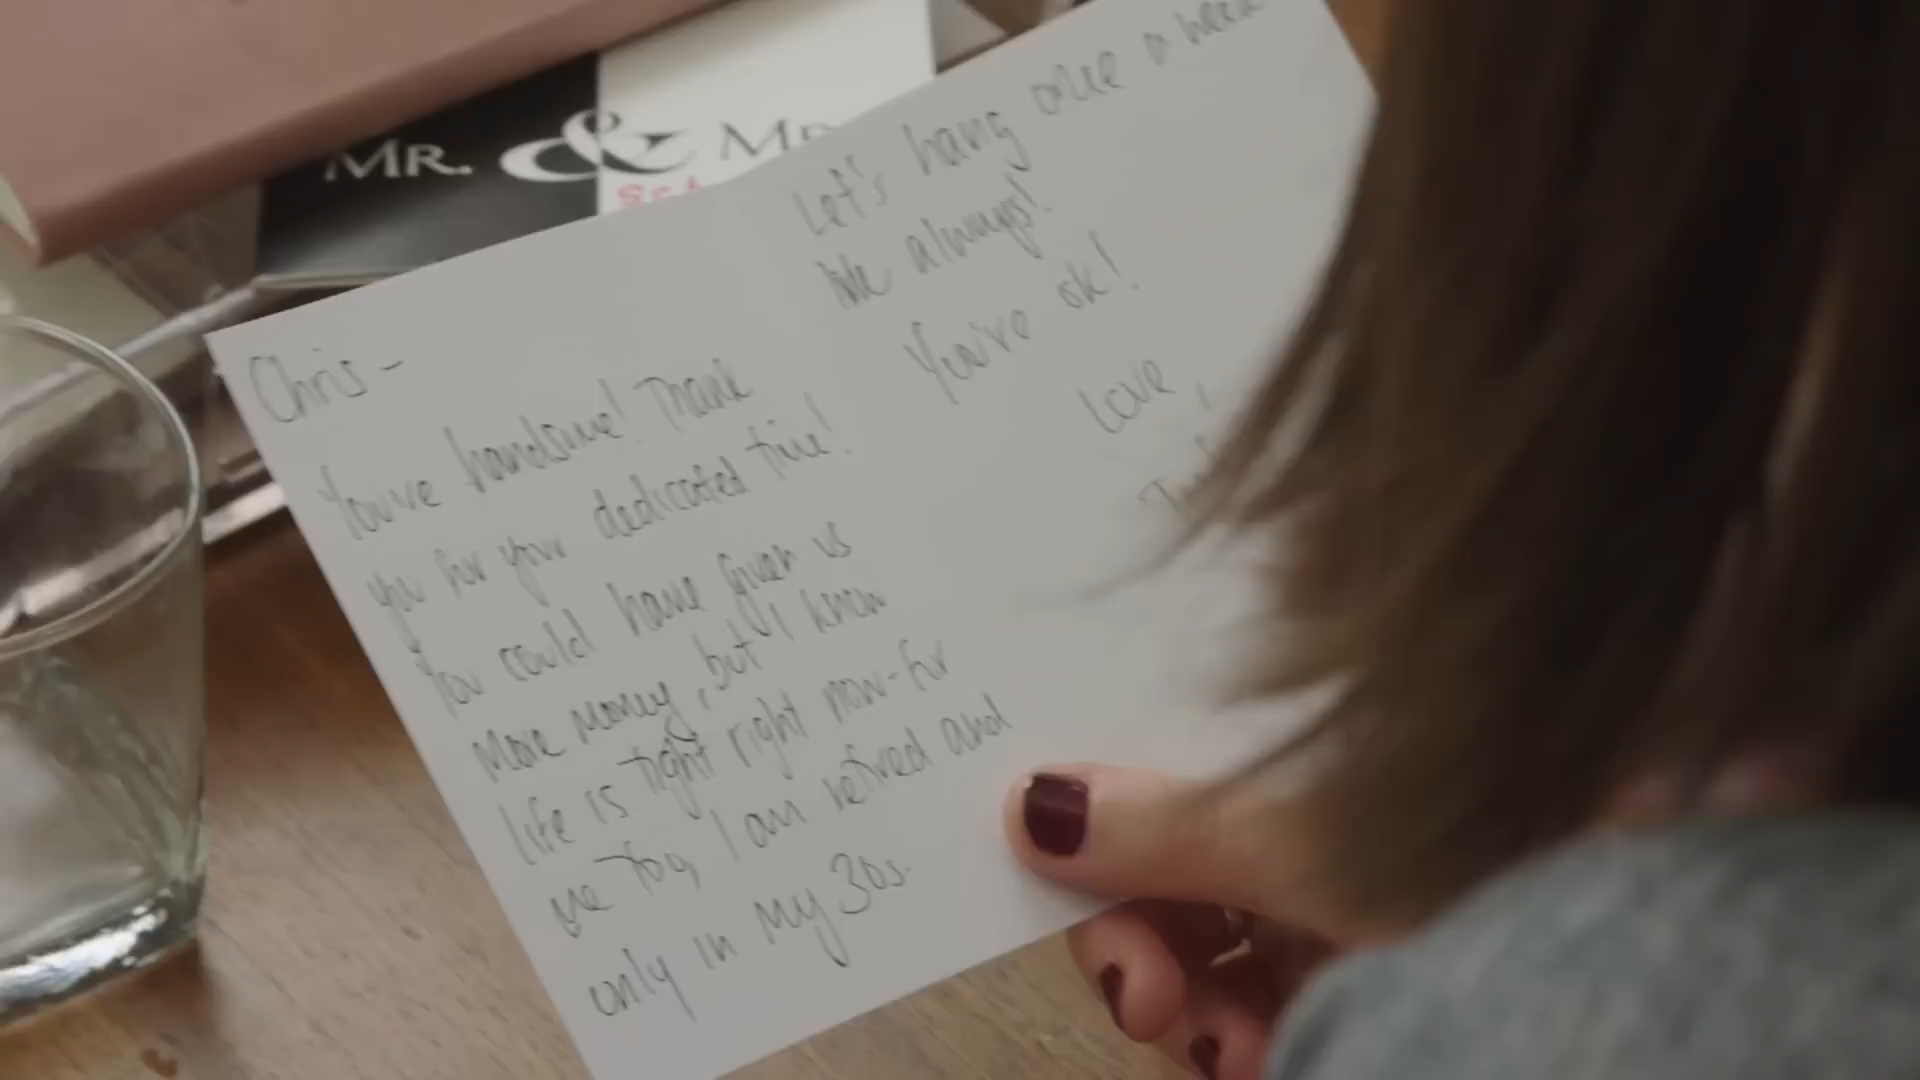 MR. & MR
Chris-
You're handsome! Thank
you for your dedicated time!
You could have given us
more money, but I know
life is tight right now-for
me too, I am retired and
only in my 30s.
Let's hang once a week
like always!
You're ok!
Love,